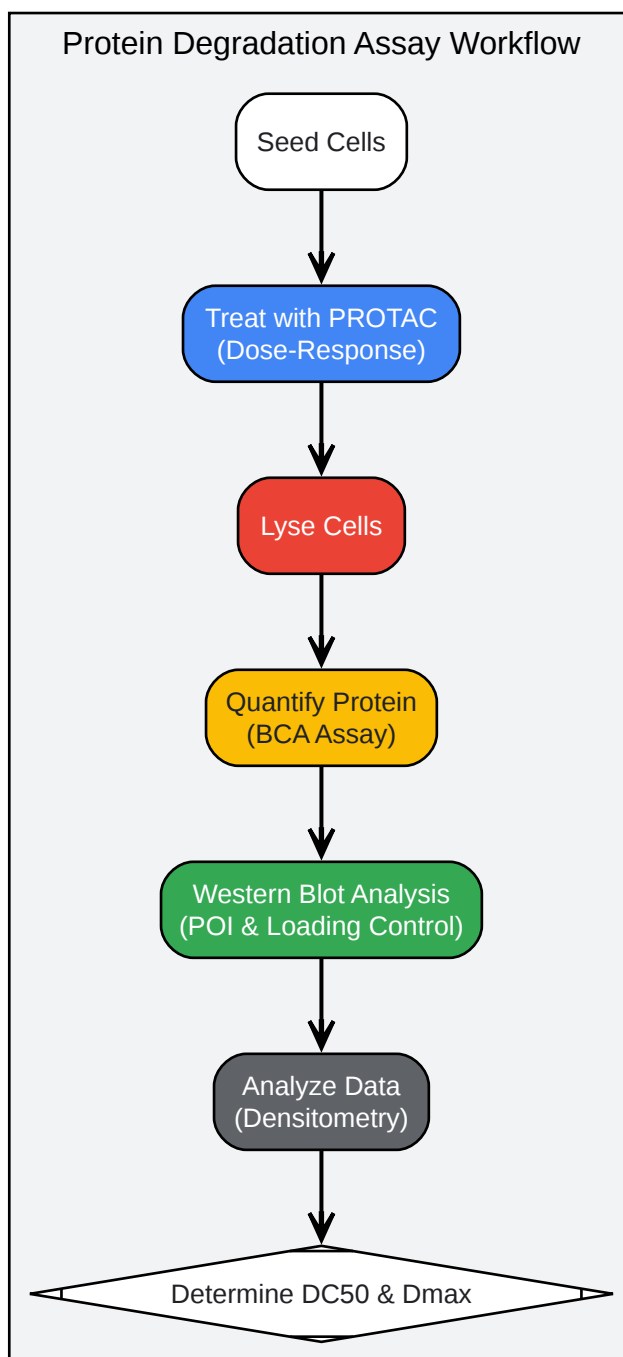 Protein Degradation Assay Workflow
Seed Cells
Treat with PROTAC
(Dose-Response)
Lyse Cells
Quantify Protein
(BCA Assay)
Western Blot Analysis
(POI & Loading Control)
Analyze Data
(Densitometry)
Determine DC50 & Dmax